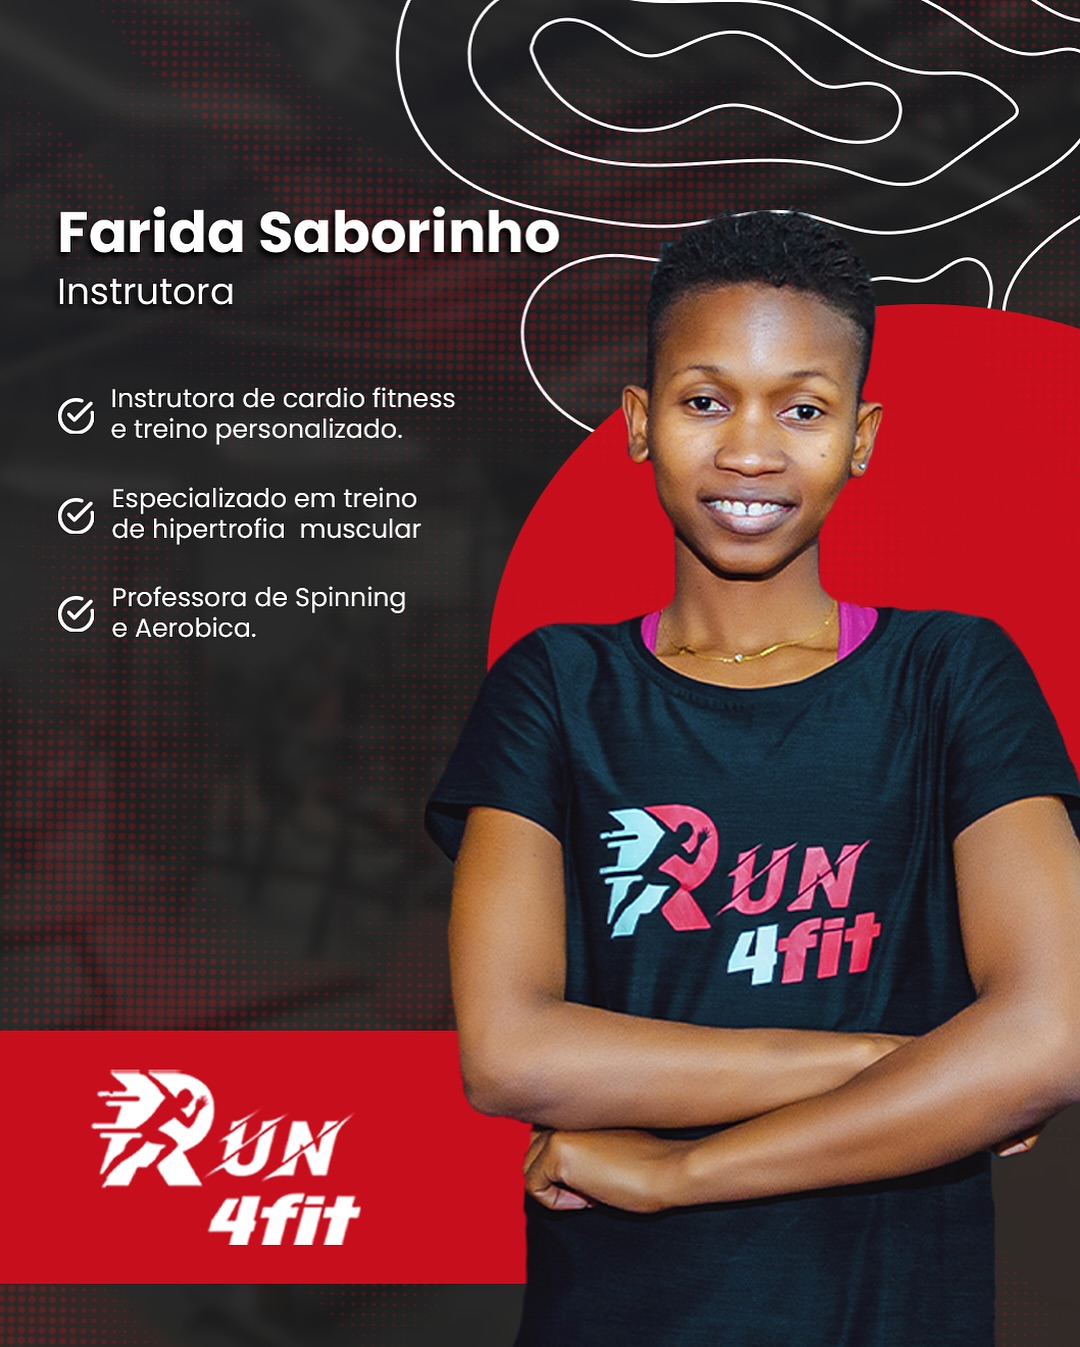 Farida Saborinho
Instrutora
Instrutora de cardio fitness
e treino personalizado.
Especializado em treino
de hipertrofia  muscular
Professora de Spinning
e Aerobica.
RUN
4fit
RUN
4fit